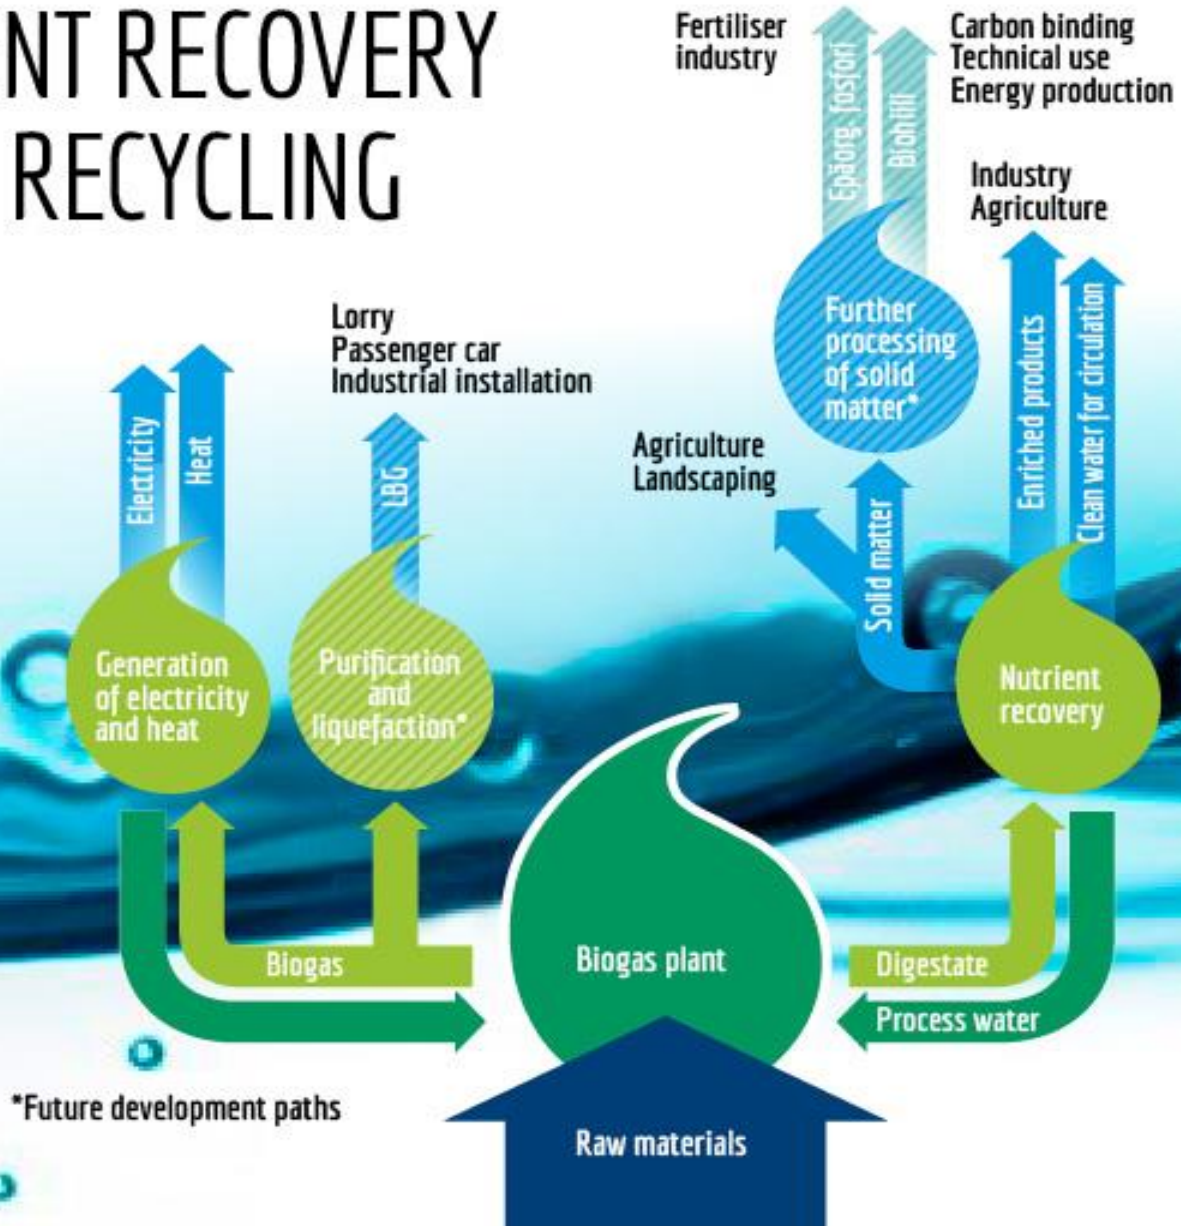 NT RECOVERY
RECYCLING
Fertiliser
industry
Epäorg. fosfori
Biohiili
Carbon binding
Technical use
Energy production
Industry
Agriculture
Further
processing
of solid
matter*
Enriched products
Clean water for circulation
Lorry
Passenger car
Industrial installation
Electricity
Heat
LBG
Agriculture
Landscaping
Solid matter
Generation
of electricity
and heat
Purification
and
liquefaction*
Nutrient
recovery
Biogas
Biogas plant
Digestate
Process water
*Future development paths
Raw materials